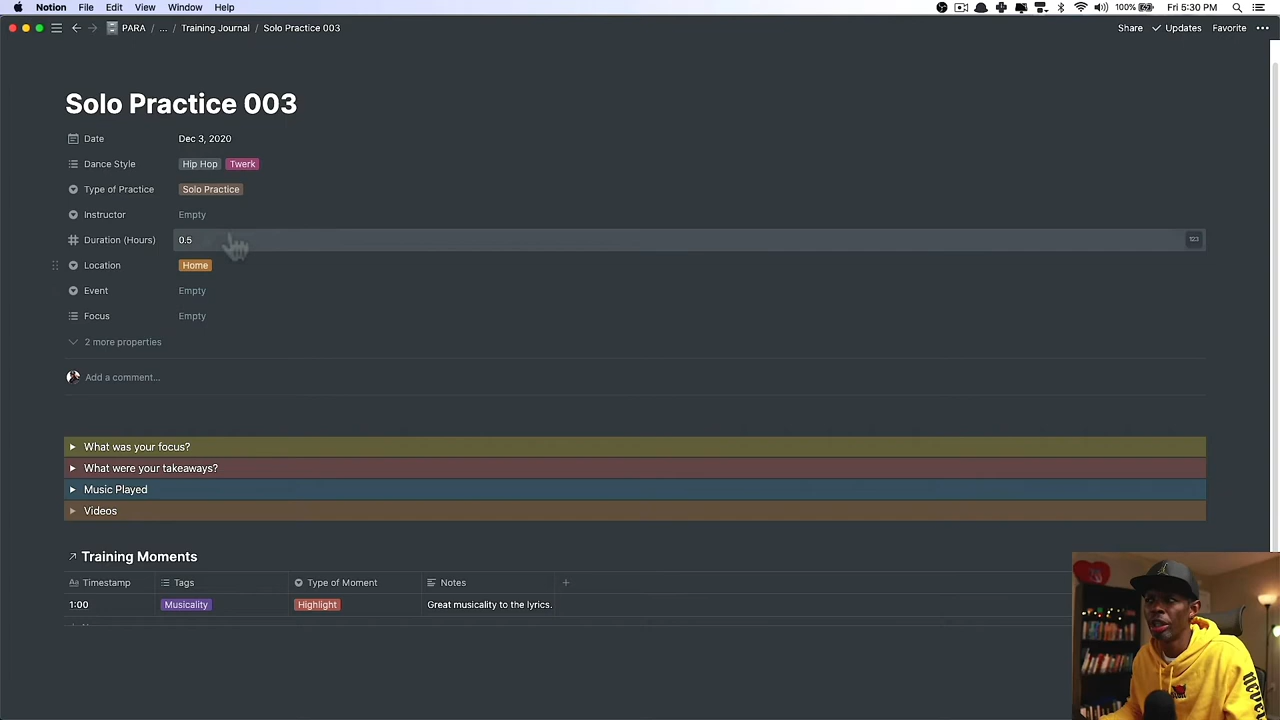 Notion File Edit View Window Help 100% Fri 5:30 PM
PARA / ... / Training Journal / Solo Practice 003 Share Updates Favorite
Solo Practice 003
Date Dec 3, 2020
Dance Style Hip Hop Twerk
Type of Practice Solo Practice
Instructor Empty
Duration (Hours) 0.5 123
Location Home
Event Empty
Focus Empty
2 more properties
Add a comment...
What was your focus?
What were your takeaways?
Music Played
Videos
Training Moments
Aa Timestamp Tags Type of Moment Notes
1:00 Musicality Highlight Great musicality to the lyrics.